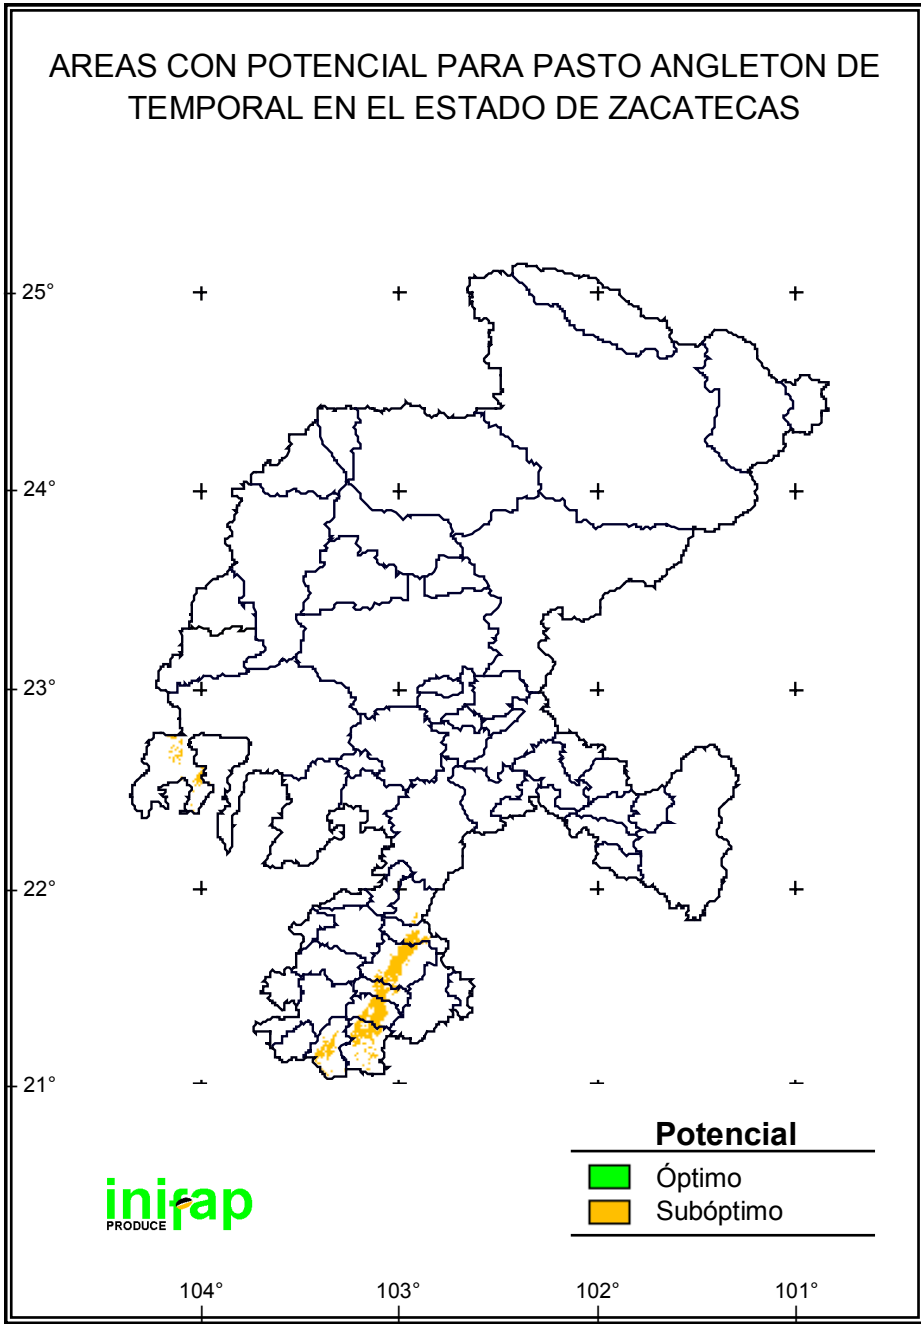 AREAS CON POTENCIAL PARA PASTO ANGLETON DE
TEMPORAL EN EL ESTADO DE ZACATECAS
25°
24°
23°
22°
21°
Potencial
Óptimo
Subóptimo
inifap
PRODUCE
104°
103°
102°
101°